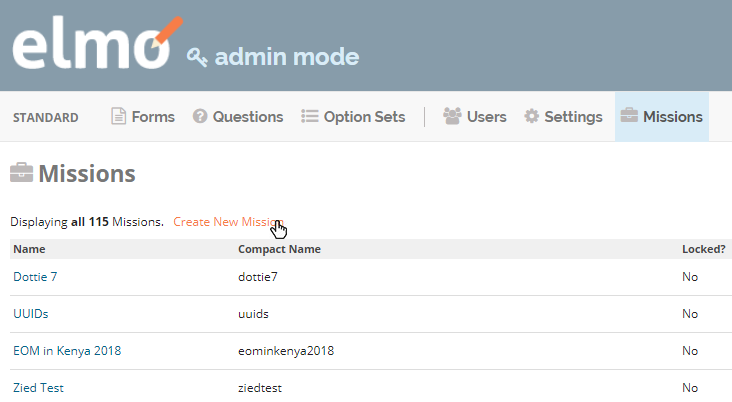 elmo admin mode
STANDARD Forms Questions Option Sets Users Settings Missions
Missions
Displaying all 115 Missions. Create New Mission
Name Compact Name Locked?
Dottie 7 dottie7 No
UUIDs uuids No
EOM in Kenya 2018 eominkenya2018 No
Zied Test ziedtest No